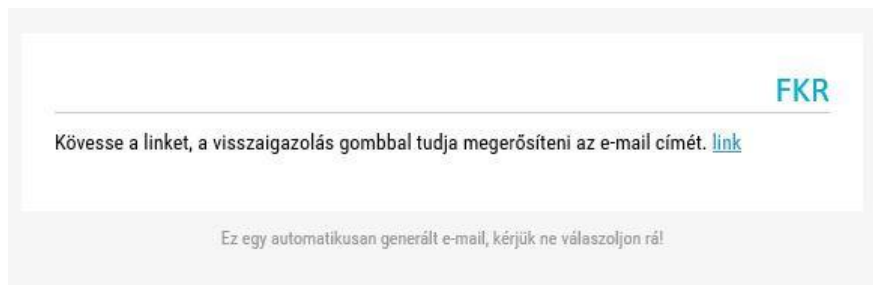 FKR
Kövesse a linket, a visszaigazolás gombbal tudja megerősíteni az e-mail címét. link
Ez egy automatikusan generált e-mail, kérjük ne válaszoljon rá!